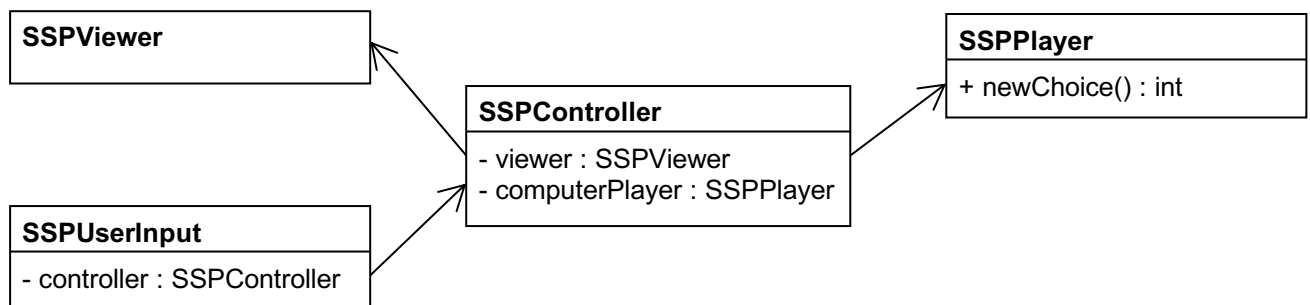 SSPViewer
SSPPlayer
+ newChoice() : int
SSPController
- viewer : SSPViewer
- computerPlayer : SSPPlayer
SSPUserInput
- controller : SSPController